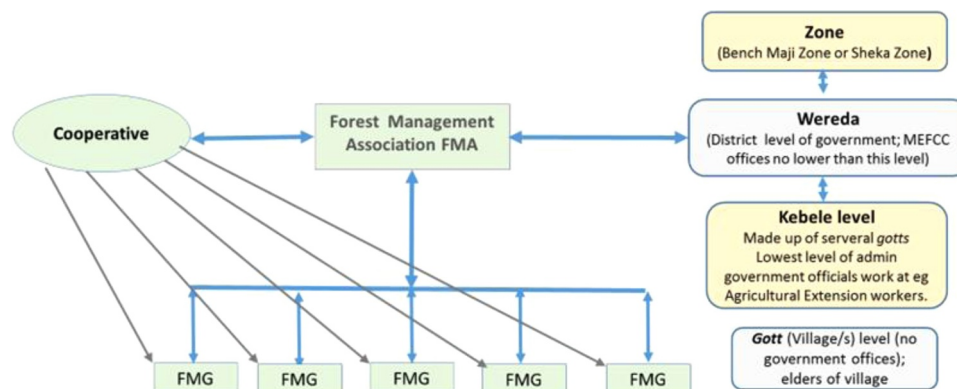 Zone
(Bench Maji Zone or Sheka Zone)
Cooperative
Forest Management
Association FMA
Wereda
(District level of government; MEFCC
offices no lower than this level)
Kebele level
Made up of serveral gotts
Lowest level of admin
government officials work at eg
Agricultural Extension workers.
Gott (Village/s) level (no
government offices);
elders of village
FMG
FMG
FMG
FMG
FMG